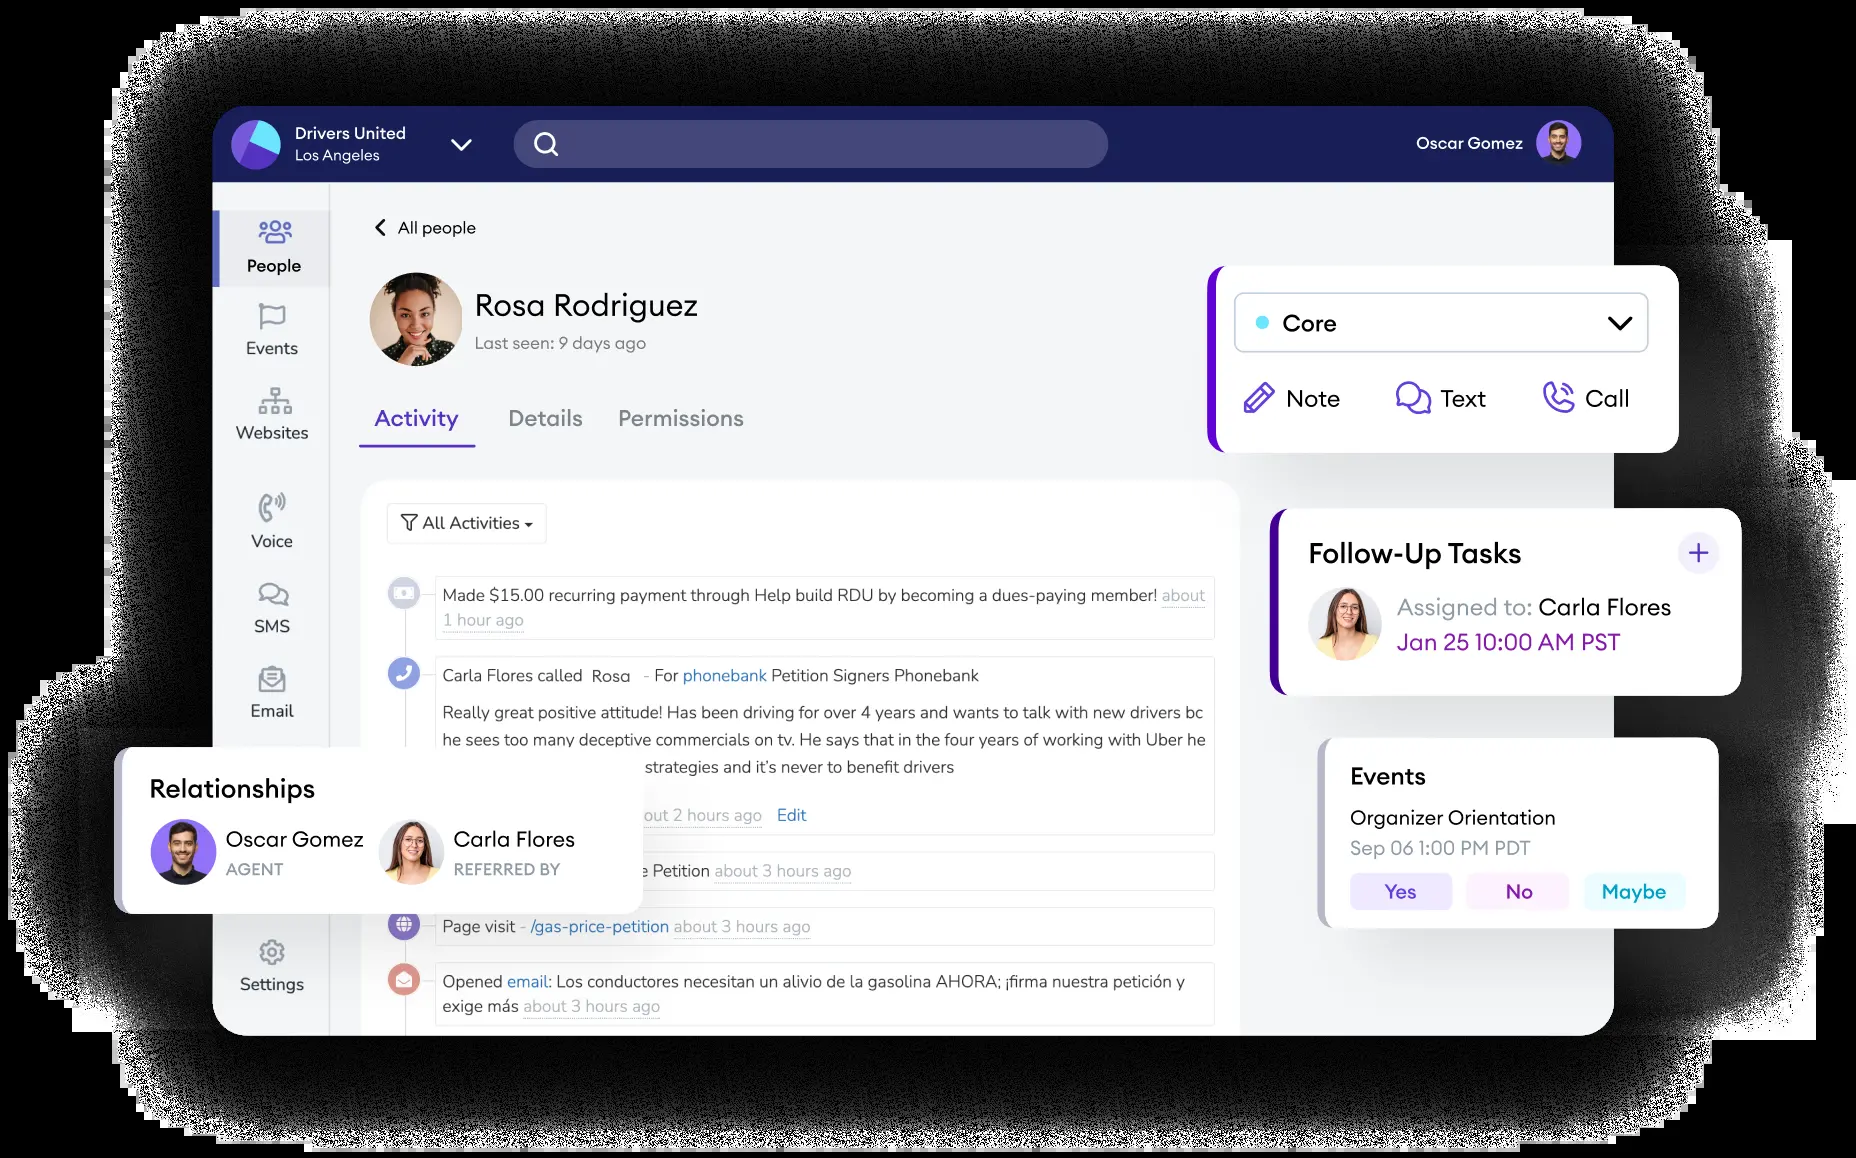 Drivers United
Los Angeles
Oscar Gomez
People
Events
Websites
Voice
SMS
Email
Settings
All people
Rosa Rodriguez
Last seen: 9 days ago
Activity Details Permissions
All Activities
Made $15.00 recurring payment through Help build RDU by becoming a dues-paying member! about
1 hour ago
Carla Flores called Rosa - For phonebank Petition Signers Phonebank
Really great positive attitude! Has been driving for over 4 years and wants to talk with new drivers bc
he sees too many deceptive commercials on tv. He says that in the four years of working with Uber he
strategies and it's never to benefit drivers
out 2 hours ago Edit
e Petition about 3 hours ago
Page visit - /gas-price-petition about 3 hours ago
Opened email: Los conductores necesitan un alivio de la gasolina AHORA; ¡firma nuestra petición y
exige más about 3 hours ago
Relationships
Oscar Gomez
AGENT
Carla Flores
REFERRED BY
Core
Note Text Call
Follow-Up Tasks
Assigned to: Carla Flores
Jan 25 10:00 AM PST
Events
Organizer Orientation
Sep 06 1:00 PM PDT
Yes No Maybe